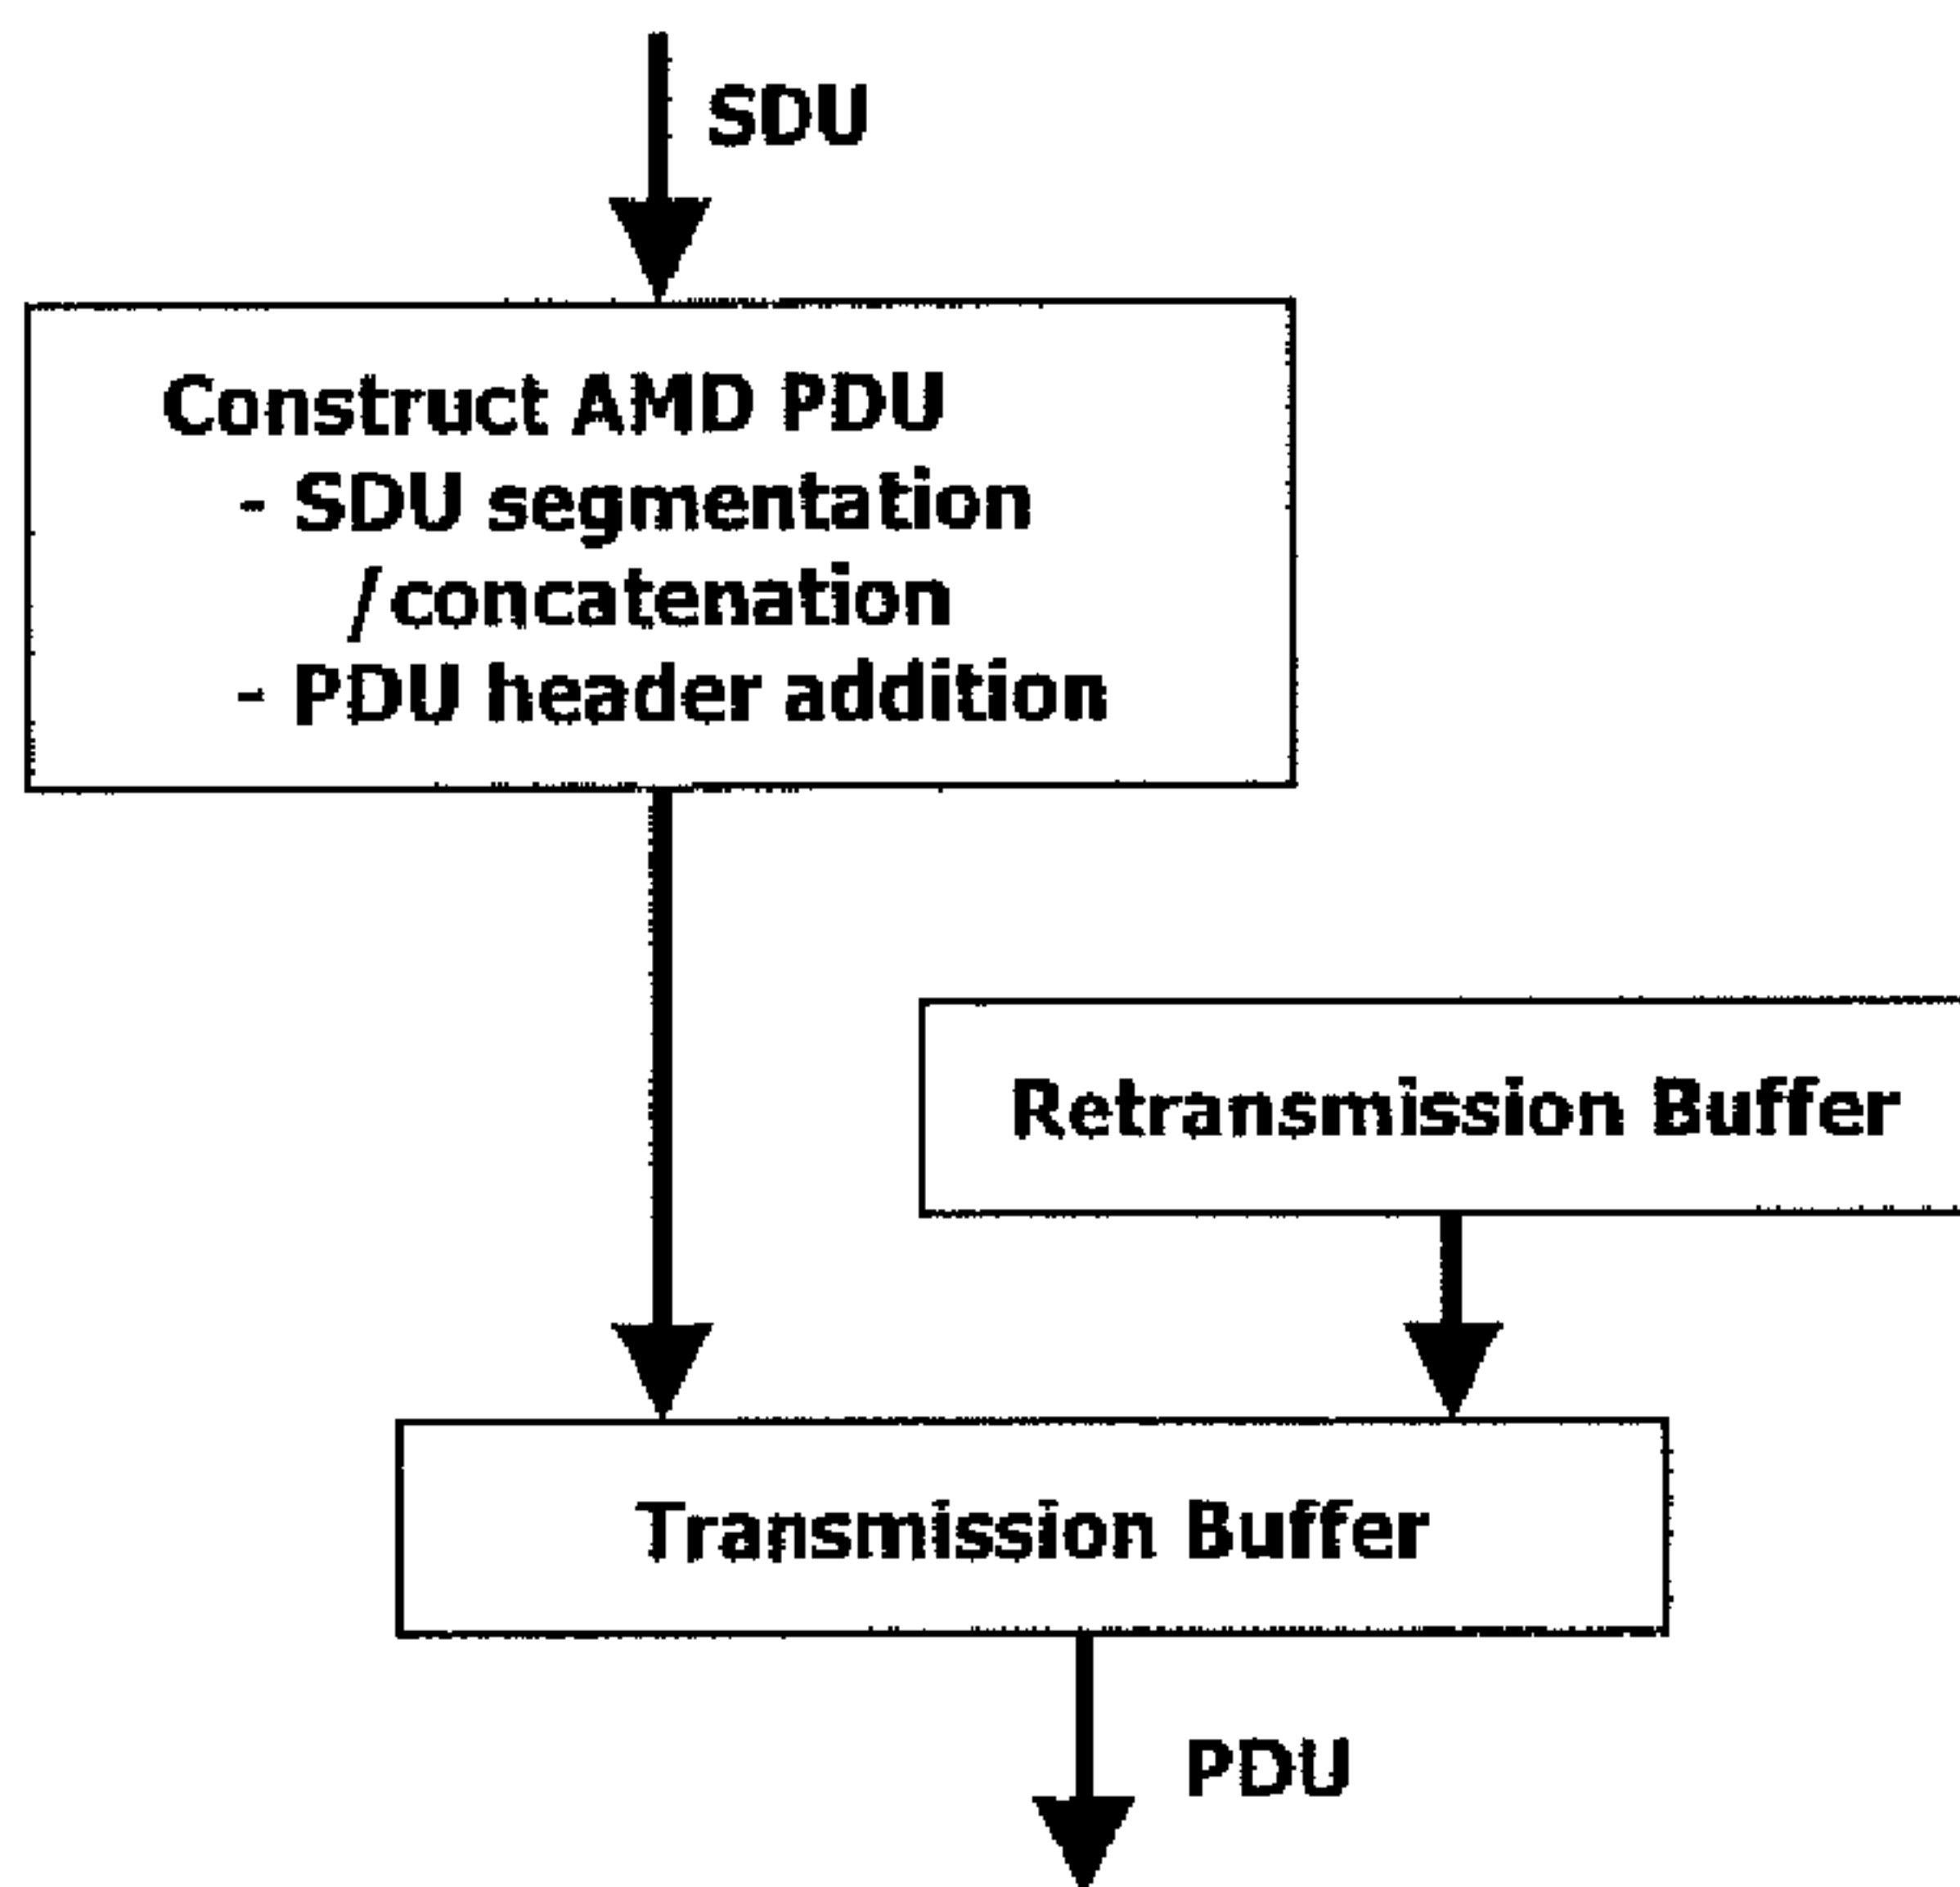 SDU
Construct AMD PDU
- SDU segmentation
/concatenation
- PDU header addition
Retransmission Buffer
Transmission Buffer
PDU